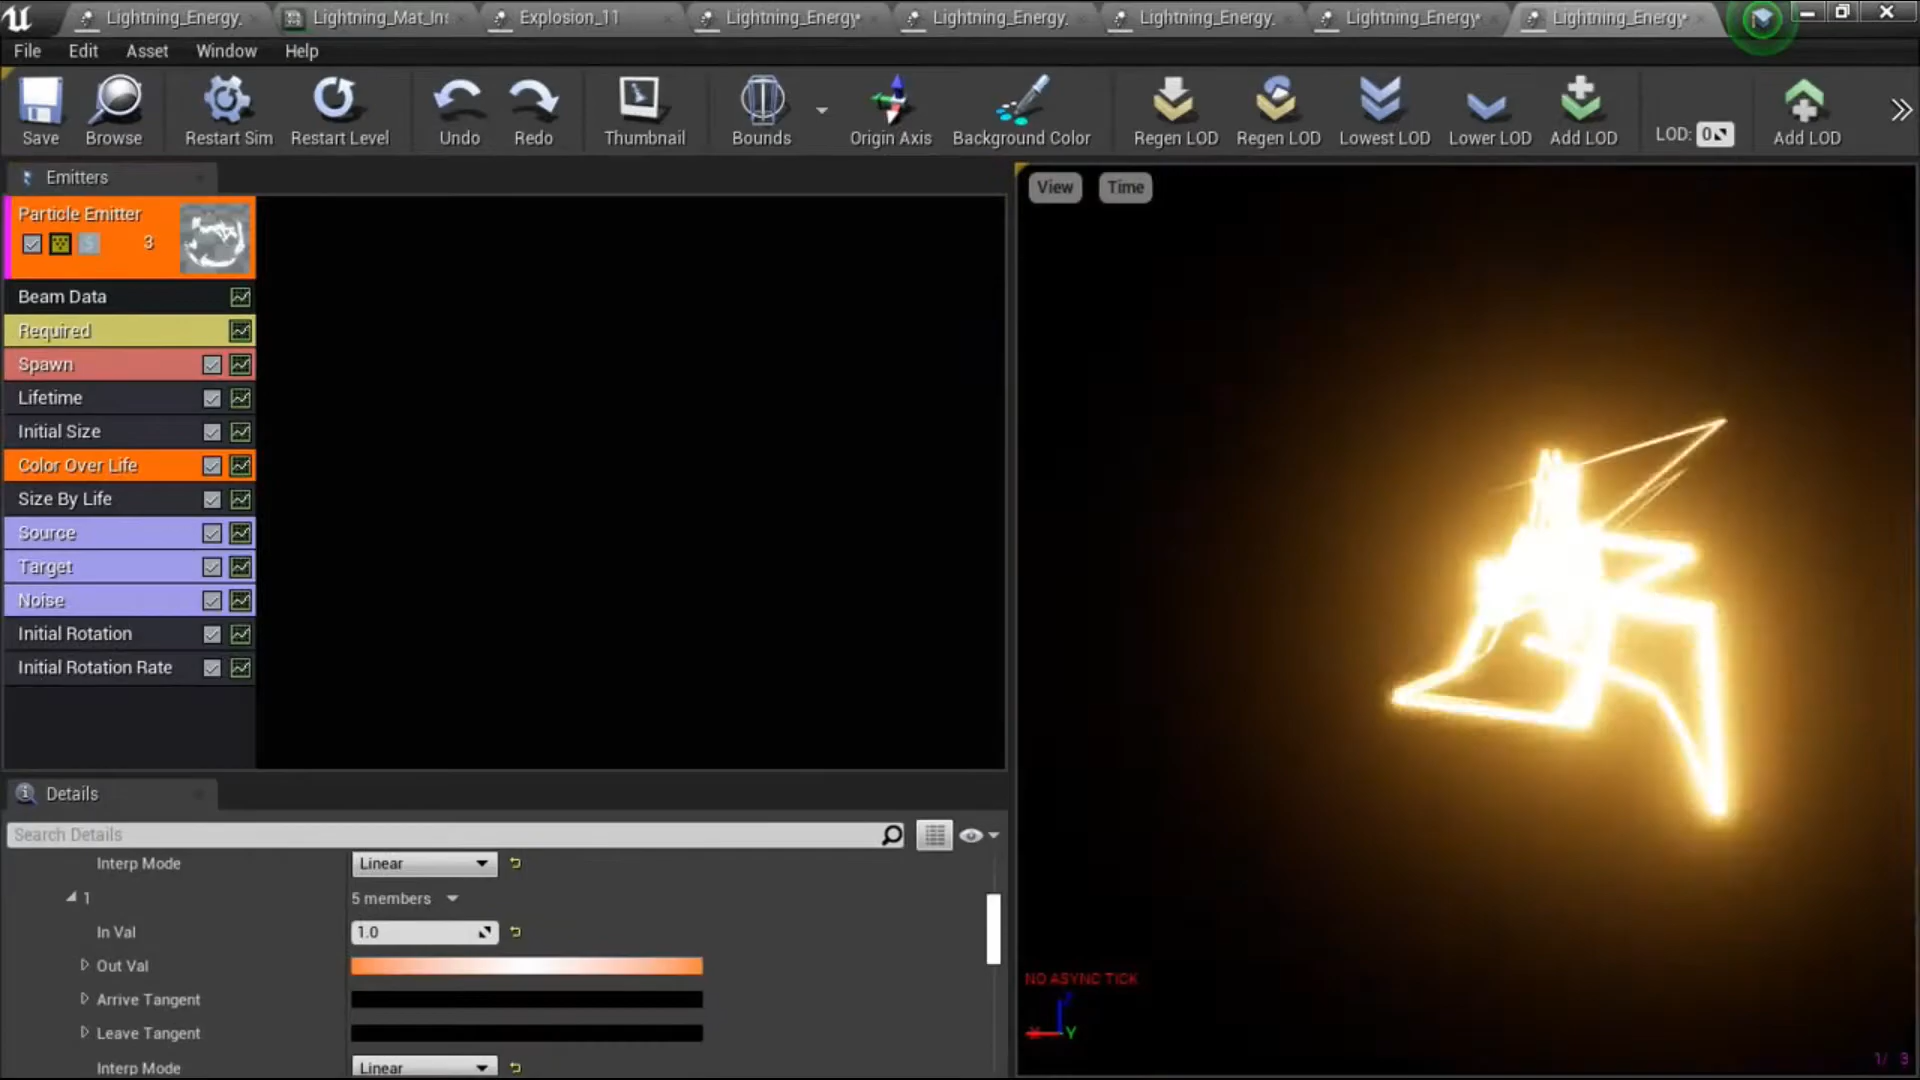 Lightning_Energy.
Lightning_Mat_Ins
Explosion_11
Lightning_Energy*
Lightning_Energy.
Lightning_Energy.
Lightning_Energy*
Lightning_Energy*
File Edit Asset Window Help
Save Browse Restart Sim Restart Level Undo Redo Thumbnail Bounds Origin Axis Background Color Regen LOD Regen LOD Lowest LOD Lower LOD Add LOD LOD: 0 Add LOD
Emitters
View Time
Particle Emitter
S 3
Beam Data
Required
Spawn
Lifetime
Initial Size
Color Over Life
Size By Life
Source
Target
Noise
Initial Rotation
Initial Rotation Rate
Details
Search Details
Interp Mode Linear
1 5 members
In Val 1.0
Out Val
Arrive Tangent
Leave Tangent
Interp Mode Linear
NO ASYNC TICK
Z
X Y
1/ 3